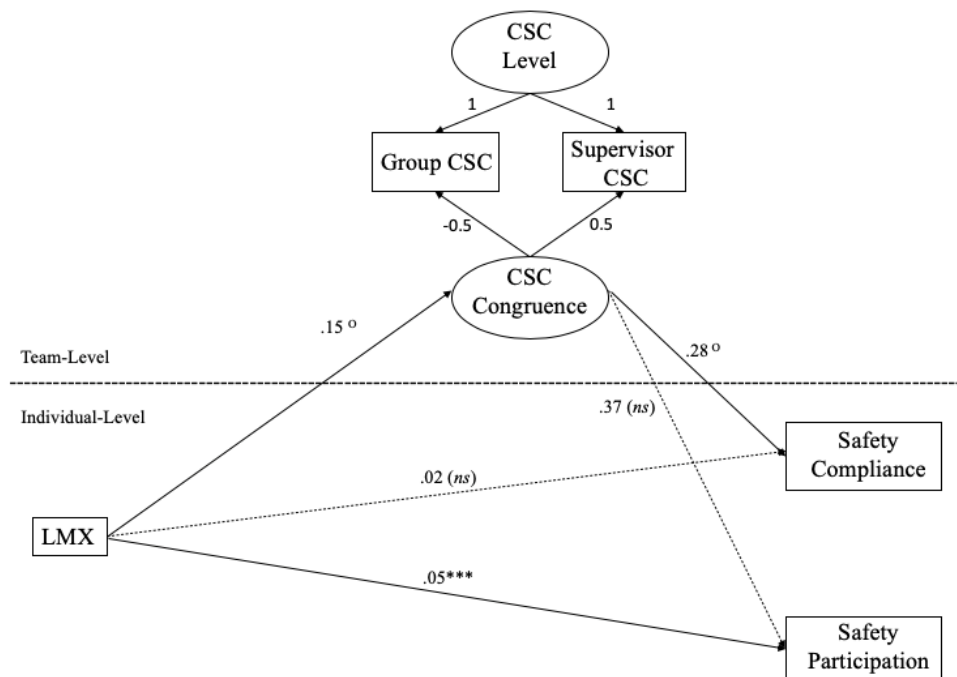 CSC
Level
1
1
Group CSC
Supervisor
CSC
-0.5
0.5
CSC
Congruence
.15 ᴼ
Team-Level
.28 ᴼ
Individual-Level
.37 (ns)
Safety
Compliance
.02 (ns)
LMX
.05***
Safety
Participation